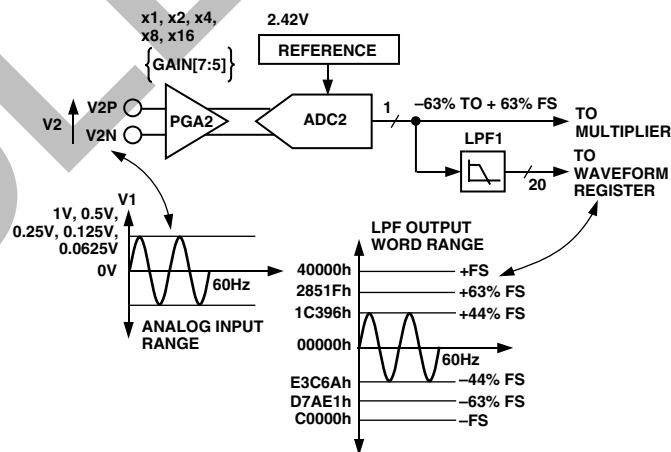 x1, x2, x4,
x8, x16
{GAIN[7:5]}
2.42V
REFERENCE
V2
V2P
V2N
PGA2
ADC2
1
–63% TO + 63% FS
TO
MULTIPLIER
LPF1
20
TO
WAVEFORM
REGISTER
V1
1V, 0.5V,
0.25V, 0.125V,
0.0625V
0V
60Hz
ANALOG INPUT
RANGE
LPF OUTPUT
WORD RANGE
40000h +FS
2851Fh +63% FS
1C396h +44% FS
00000h
60Hz
E3C6Ah –44% FS
D7AE1h –63% FS
C0000h –FS